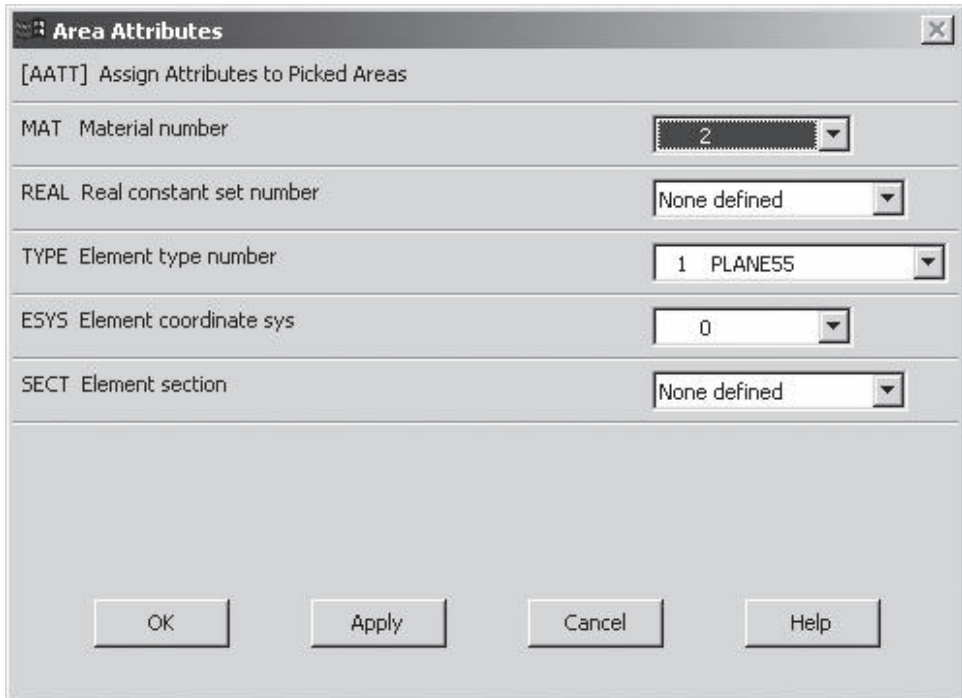 Area Attributes
[AATT] Assign Attributes to Picked Areas
MAT Material number 2
REAL Real constant set number None defined
TYPE Element type number 1 PLANE55
ESYS Element coordinate sys 0
SECT Element section None defined
OK Apply Cancel Help